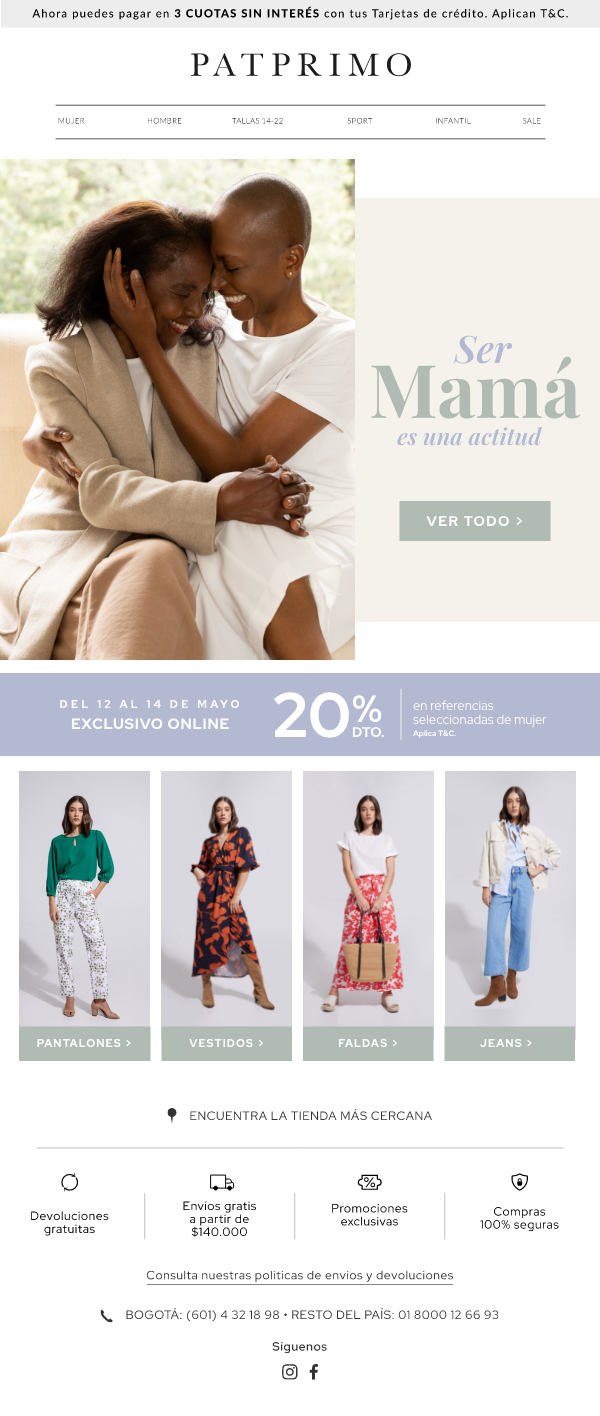 Ahora puedes pagar en 3 CUOTAS SIN INTERÉS con tus Tarjetas de crédito. Aplican T&C.
PATPRIMO
MUJER HOMBRE TALLAS 14-22 SPORT INFANTIL SALE
Ser
Mamá
es una actitud
VER TODO >
DEL 12 AL 14 DE MAYO
EXCLUSIVO ONLINE
20% DTO.
en referencias
seleccionadas de mujer
Aplica T&C.
PANTALONES > VESTIDOS > FALDAS > JEANS >
ENCUENTRA LA TIENDA MÁS CERCANA
Devoluciones
gratuitas
Envíos gratis
a partir de
$140.000
Promociones
exclusivas
Compras
100% seguras
Consulta nuestras politicas de envios y devoluciones
BOGOTÁ: (601) 4 32 18 98 • RESTO DEL PAÍS: 01 8000 12 66 93
Síguenos